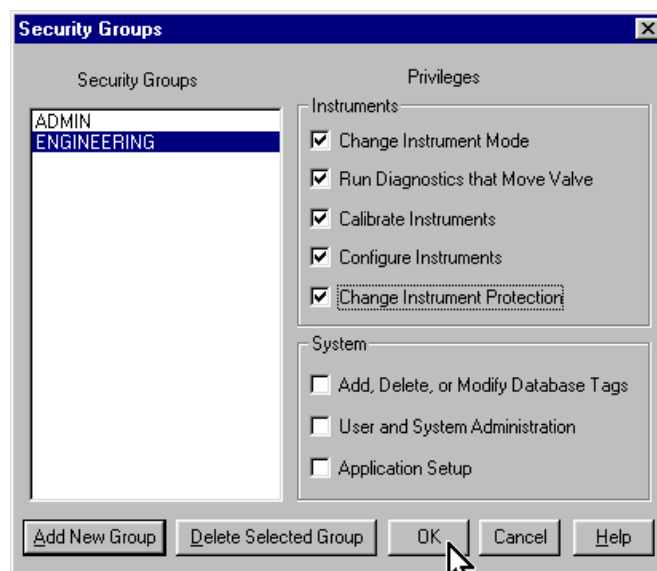 Security Groups
Security Groups
Privileges
ADMIN
ENGINEERING
Instruments
Change Instrument Mode
Run Diagnostics that Move Valve
Calibrate Instruments
Configure Instruments
Change Instrument Protection
System
Add, Delete, or Modify Database Tags
User and System Administration
Application Setup
Add New Group
Delete Selected Group
OK
Cancel
Help